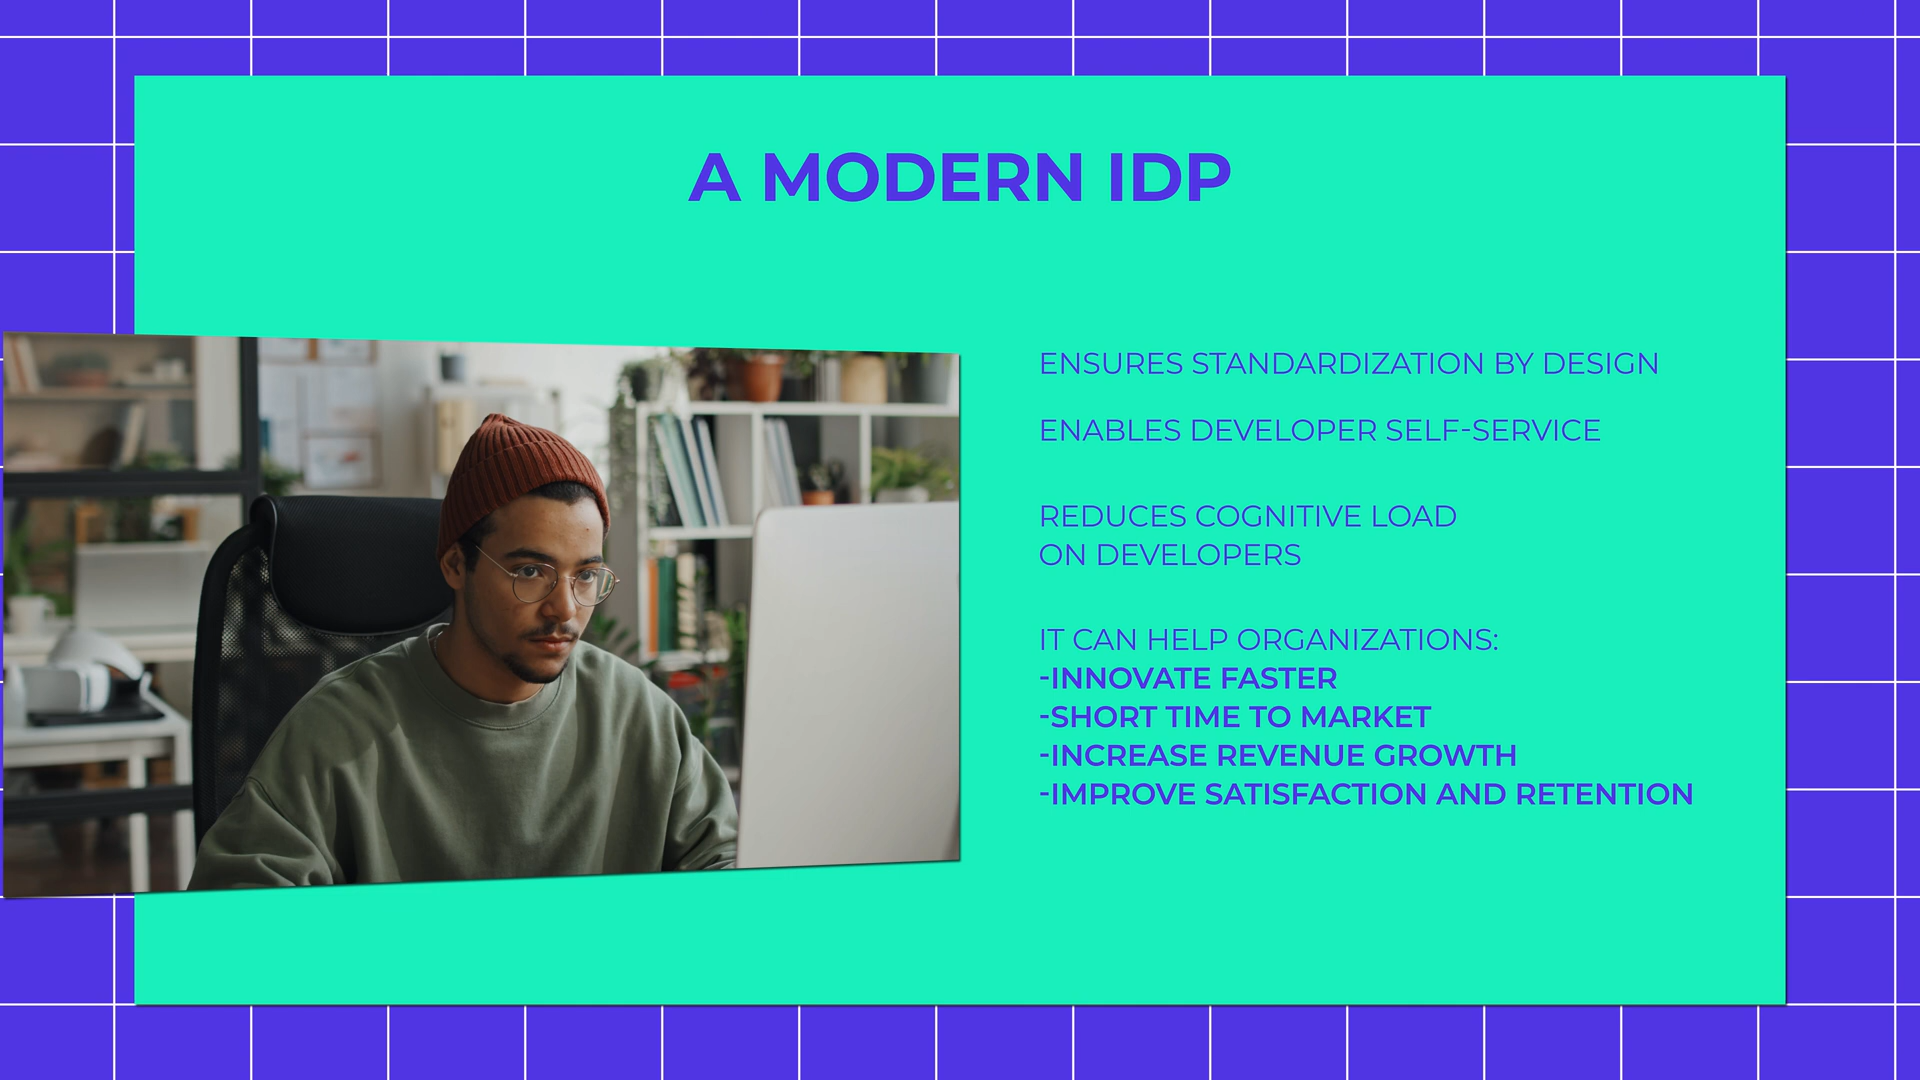 A MODERN IDP
ENSURES STANDARDIZATION BY DESIGN
ENABLES DEVELOPER SELF-SERVICE
REDUCES COGNITIVE LOAD
ON DEVELOPERS
IT CAN HELP ORGANIZATIONS:
-INNOVATE FASTER
-SHORT TIME TO MARKET
-INCREASE REVENUE GROWTH
-IMPROVE SATISFACTION AND RETENTION